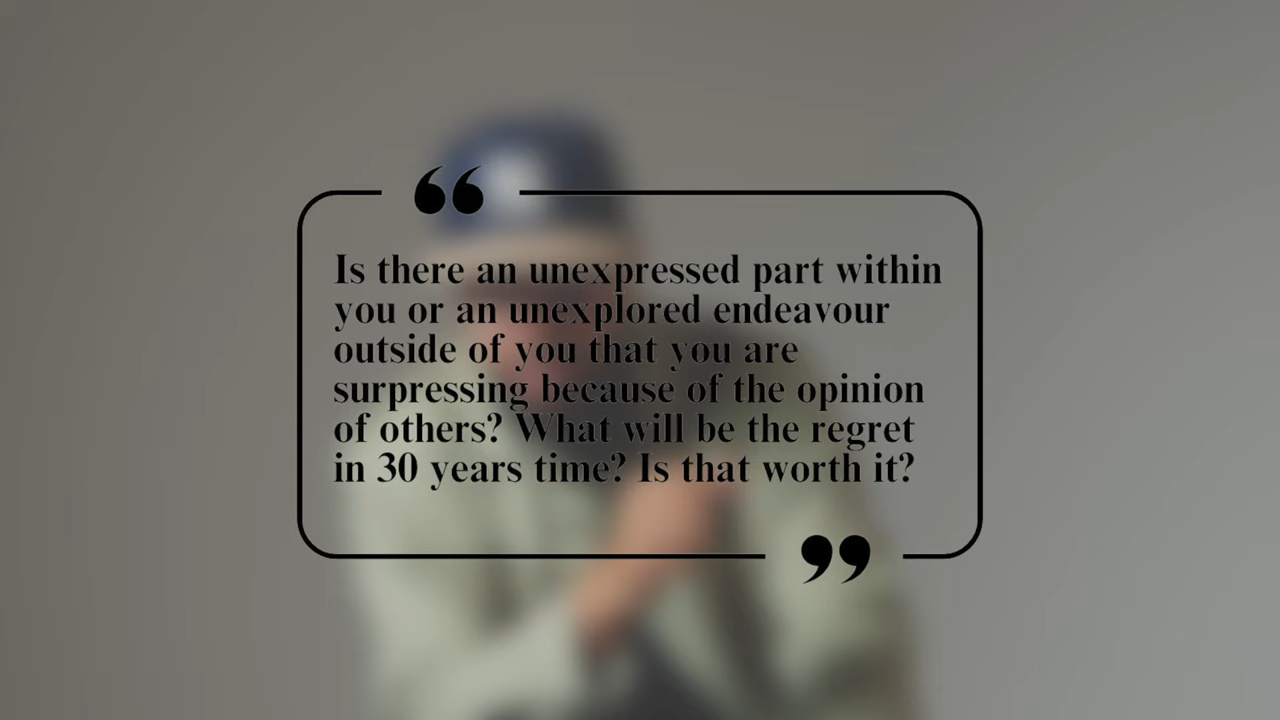 Is there an unexpressed part within
you or an unexplored endeavour
outside of you that you are
surpressing because of the opinion
of others? What will be the regret
in 30 years time? Is that worth it?